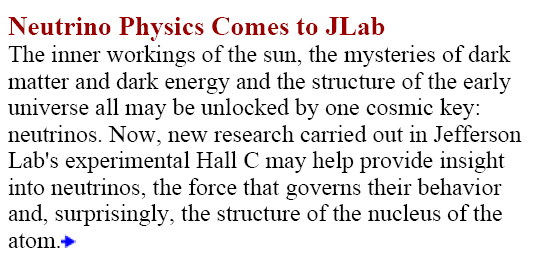 Neutrino Physics Comes to JLab
The inner workings of the sun, the mysteries of dark
matter and dark energy and the structure of the early
universe all may be unlocked by one cosmic key:
neutrinos. Now, new research carried out in Jefferson
Lab's experimental Hall C may help provide insight
into neutrinos, the force that governs their behavior
and, surprisingly, the structure of the nucleus of the
atom.